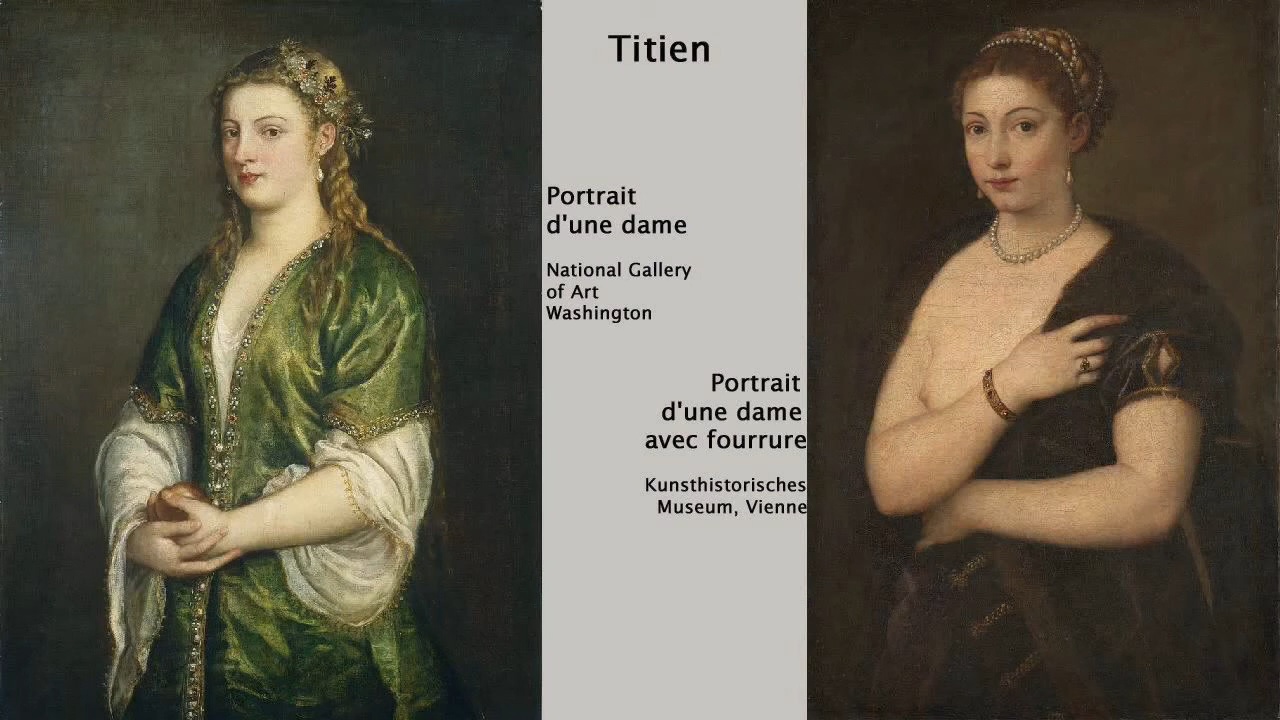 Titien
Portrait
d'une dame
National Gallery
of Art
Washington
Portrait
d'une dame
avec fourrure
Kunsthistorisches
Museum, Vienne